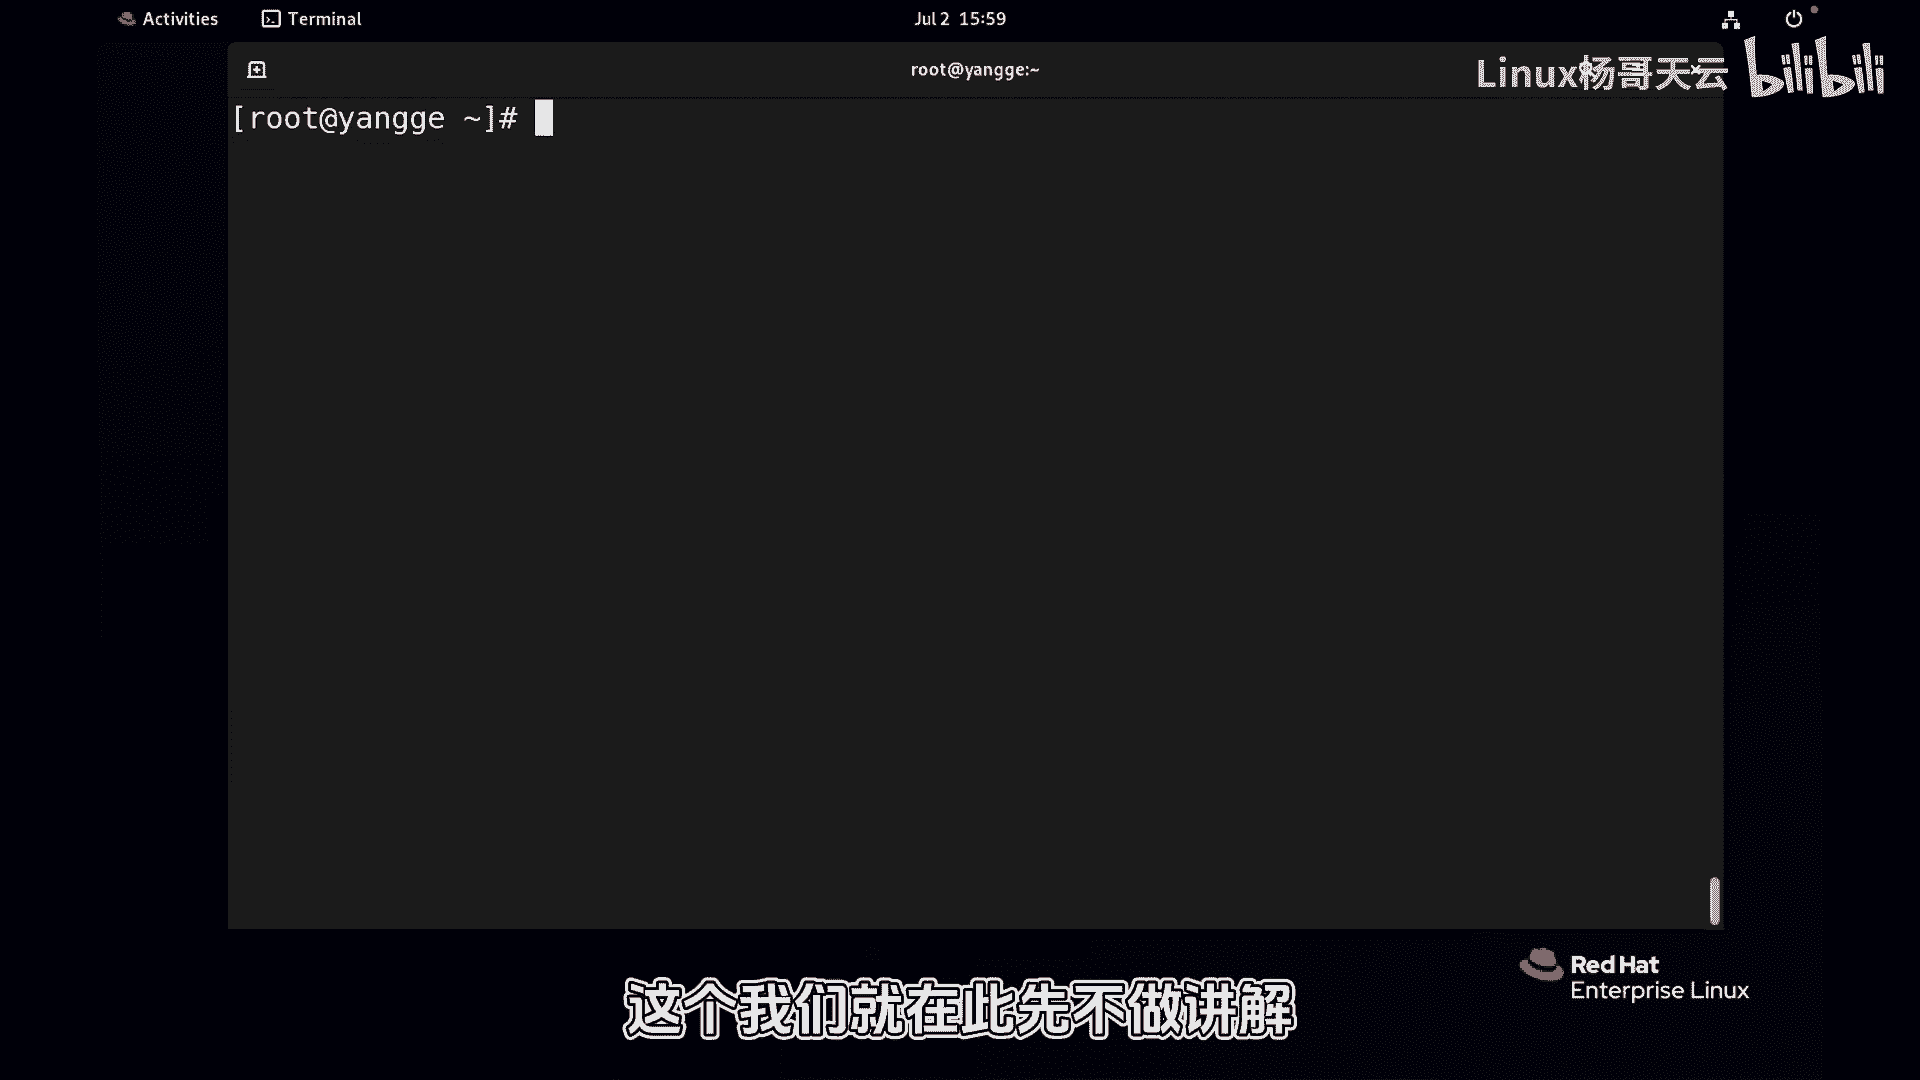 Activities Terminal Jul 2 15:59
root@yangge:~
Linux杨哥天云 bilibili
[root@yangge ~]#
Red Hat
Enterprise Linux
这个我们就在此先不做讲解